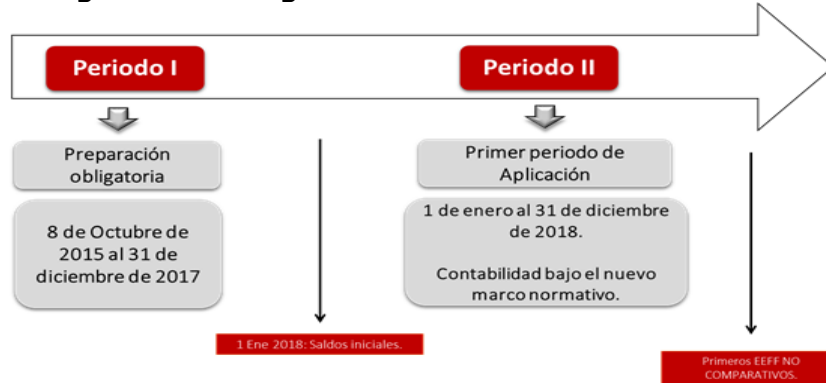 Periodo I
Periodo II
Preparación
obligatoria
Primer periodo de
Aplicación
8 de Octubre de
2015 al 31 de
diciembre de 2017
1 de enero al 31 de diciembre
de 2018.
Contabilidad bajo el nuevo
marco normativo.
1 Ene 2018: Saldos iniciales.
Primeros EEFF NO
COMPARATIVOS.